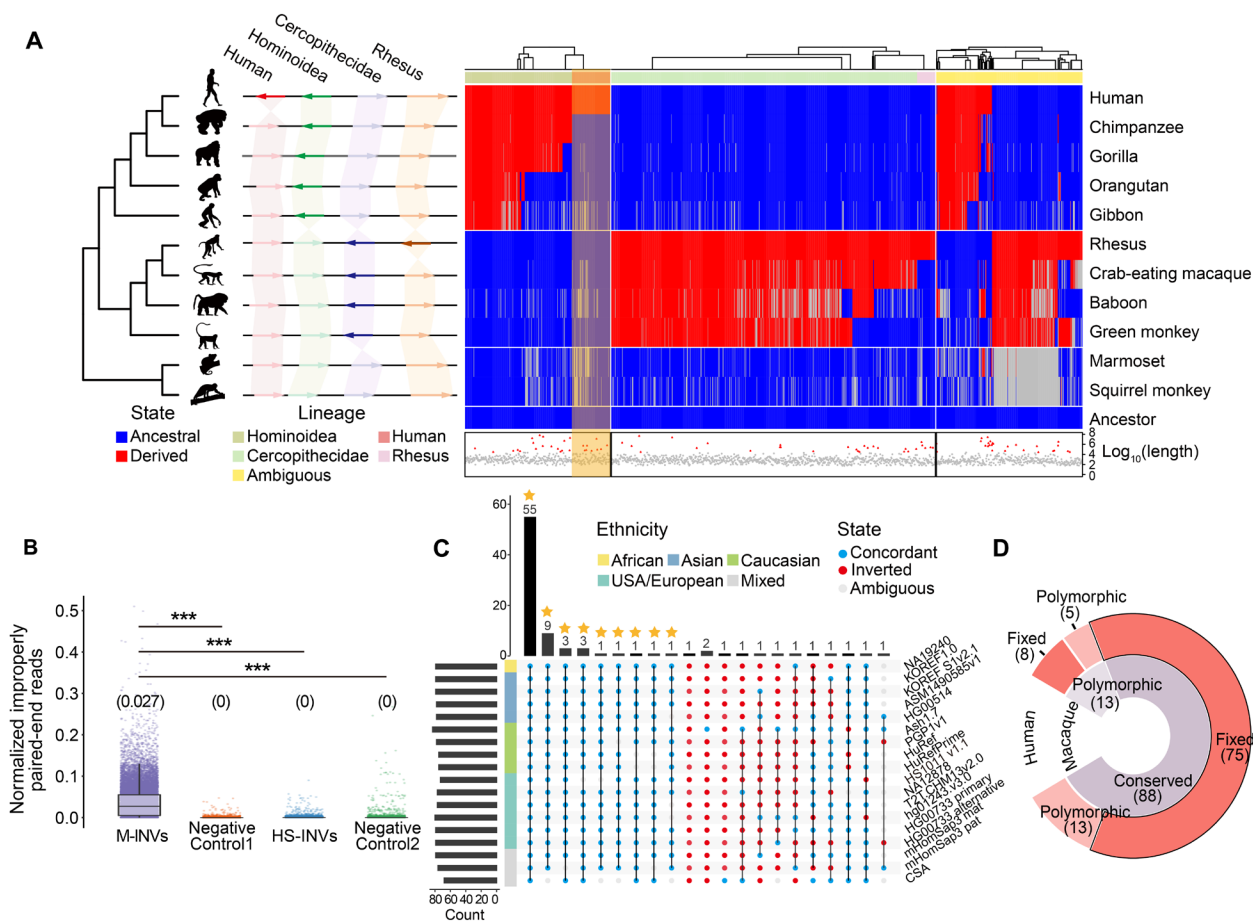 A
Human
Hominoidea
Cercopithecidae
Rhesus
State
Ancestral
Derived
Lineage
Hominoidea
Cercopithecidae
Ambiguous
Human
Rhesus
Human
Chimpanzee
Gorilla
Orangutan
Gibbon
Rhesus
Crab-eating macaque
Baboon
Green monkey
Marmoset
Squirrel monkey
Ancestor
8
6
4
2
0
Log10(length)
B
Normalized improperly
paired-end reads
0.5
0.4
0.3
0.2
0.1
0.0
***
***
***
(0.027)
(0)
(0)
(0)
M-INVs
Negative
Control1
HS-INVs
Negative
Control2
C
60
40
20
0
55
9
3
3
1
1
1
1
1
1
2
1
1
1
1
1
1
1
1
1
1
Ethnicity
African
Asian
Caucasian
USA/European
Mixed
State
Concordant
Inverted
Ambiguous
NA19240
KOREF1.0
KOREF_S1v2.1
ASM1490585v1
HG00514
Ash1.7
PGP1v1
HuRef
HuRefPrime
HS1011_v1.1
NA12878
T2T-CHM13v2.0
hg01243.v3.0
HG00733 primary
HG00733 alternative
mHomSap3 mat
mHomSap3 pat
CSA
80 60 40 20 0
Count
D
Polymorphic
(5)
Fixed
(8)
Polymorphic
(13)
Human
Macaque
Fixed
(75)
Conserved
(88)
Polymorphic
(13)